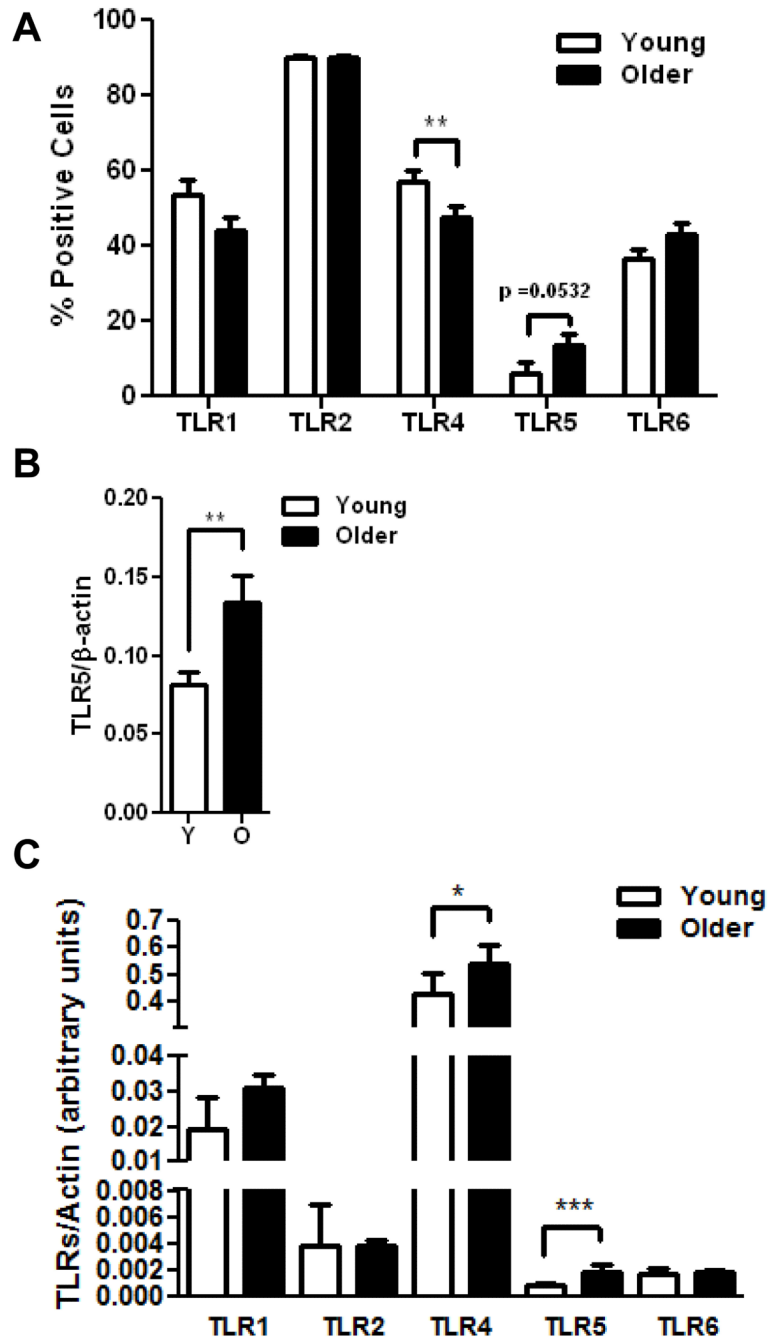 A
% Positive Cells
100
80
60
40
20
0
Young
Older
**
p =0.0532
TLR1 TLR2 TLR4 TLR5 TLR6
B
TLR5/β-actin
0.20
0.15
0.10
0.05
0.00
Young
Older
**
Y O
C
TLRs/Actin (arbitrary units)
0.7
0.6
0.5
0.4
0.04
0.03
0.02
0.01
0.008
0.006
0.004
0.002
0.000
Young
Older
*
***
TLR1 TLR2 TLR4 TLR5 TLR6